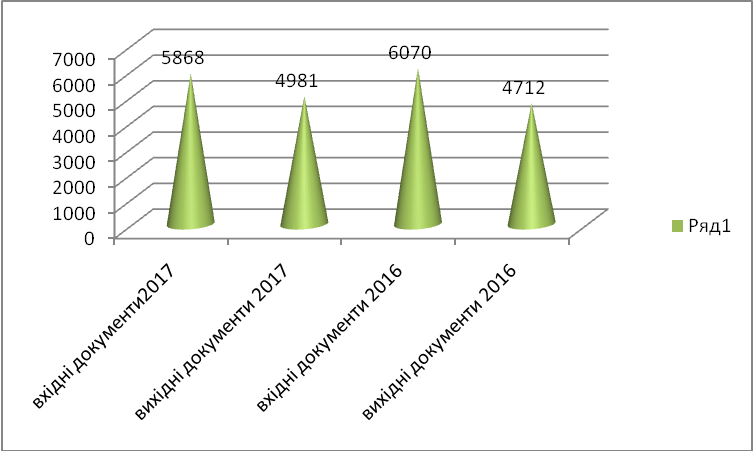 7000
6000
5000
4000
3000
2000
1000
0
5868
4981
6070
4712
вхідні документи2017
вихідні документи 2017
вхідні документи 2016
вихідні документи 2016
Ряд1